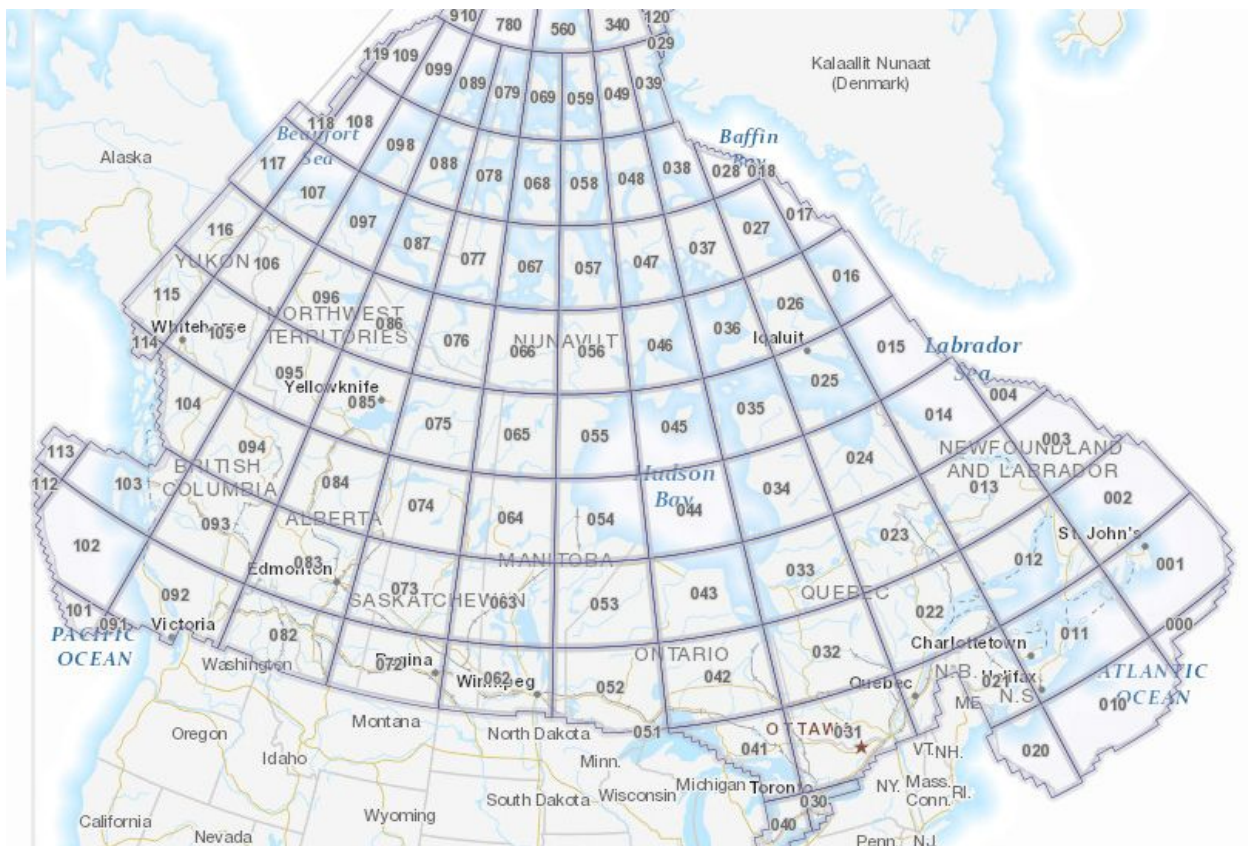 910
780
560
340
120
119
109
029
099
089
079
069
059
049
039
Kalaallit Nunaat
(Denmark)
118
108
Beaufort
Sea
Baffin
Bay
Alaska
117
107
098
088
078
068
058
048
038
028
018
116
097
087
077
067
057
047
037
027
017
YUKON
106
115
096
086
NORTHWEST
TERRITORIES
076
066
NUNAVUT
056
046
036
026
016
Whitehorse
105
114
Iqaluit
015
Labrador
Sea
095
Yellowknife
085
104
075
065
055
045
035
025
014
004
003
NEWFOUNDLAND
AND LABRADOR
113
112
103
094
BRITISH
COLUMBIA
084
074
064
054
Hudson
Bay
044
034
024
013
002
093
ALBERTA
102
083
Edmonton
073
SASKATCHEWAN
063
MANITOBA
053
043
033
QUEBEC
023
012
St. John's
001
101
091
092
Victoria
PACIFIC
OCEAN
082
Washington
072
Regina
062
Winnipeg
052
ONTARIO
042
032
022
Charlottetown
011
000
Quebec
N.B.
021
Halifax
N.S.
ME
ATLANTIC
OCEAN
010
020
Montana
North Dakota
051
041
OTTAWA
031
Oregon
Idaho
Minn.
VT.
NH.
Michigan
Toronto
030
040
NY.
Mass.
Conn.
RI.
South Dakota
Wisconsin
Wyoming
California
Nevada
Penn.
NJ.